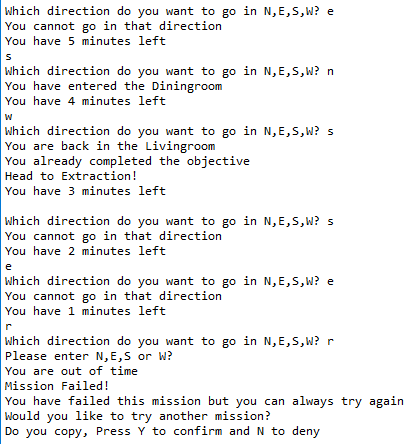 Which direction do you want to go in N,E,S,W? e
You cannot go in that direction
You have 5 minutes left
s
Which direction do you want to go in N,E,S,W? n
You have entered the Diningroom
You have 4 minutes left
w
Which direction do you want to go in N,E,S,W? s
You are back in the Livingroom
You already completed the objective
Head to Extraction!
You have 3 minutes left

Which direction do you want to go in N,E,S,W? s
You cannot go in that direction
You have 2 minutes left
e
Which direction do you want to go in N,E,S,W? e
You cannot go in that direction
You have 1 minutes left
r
Which direction do you want to go in N,E,S,W? r
Please enter N,E,S or W?
You are out of time
Mission Failed!
You have failed this mission but you can always try again
Would you like to try another mission?
Do you copy, Press Y to confirm and N to deny